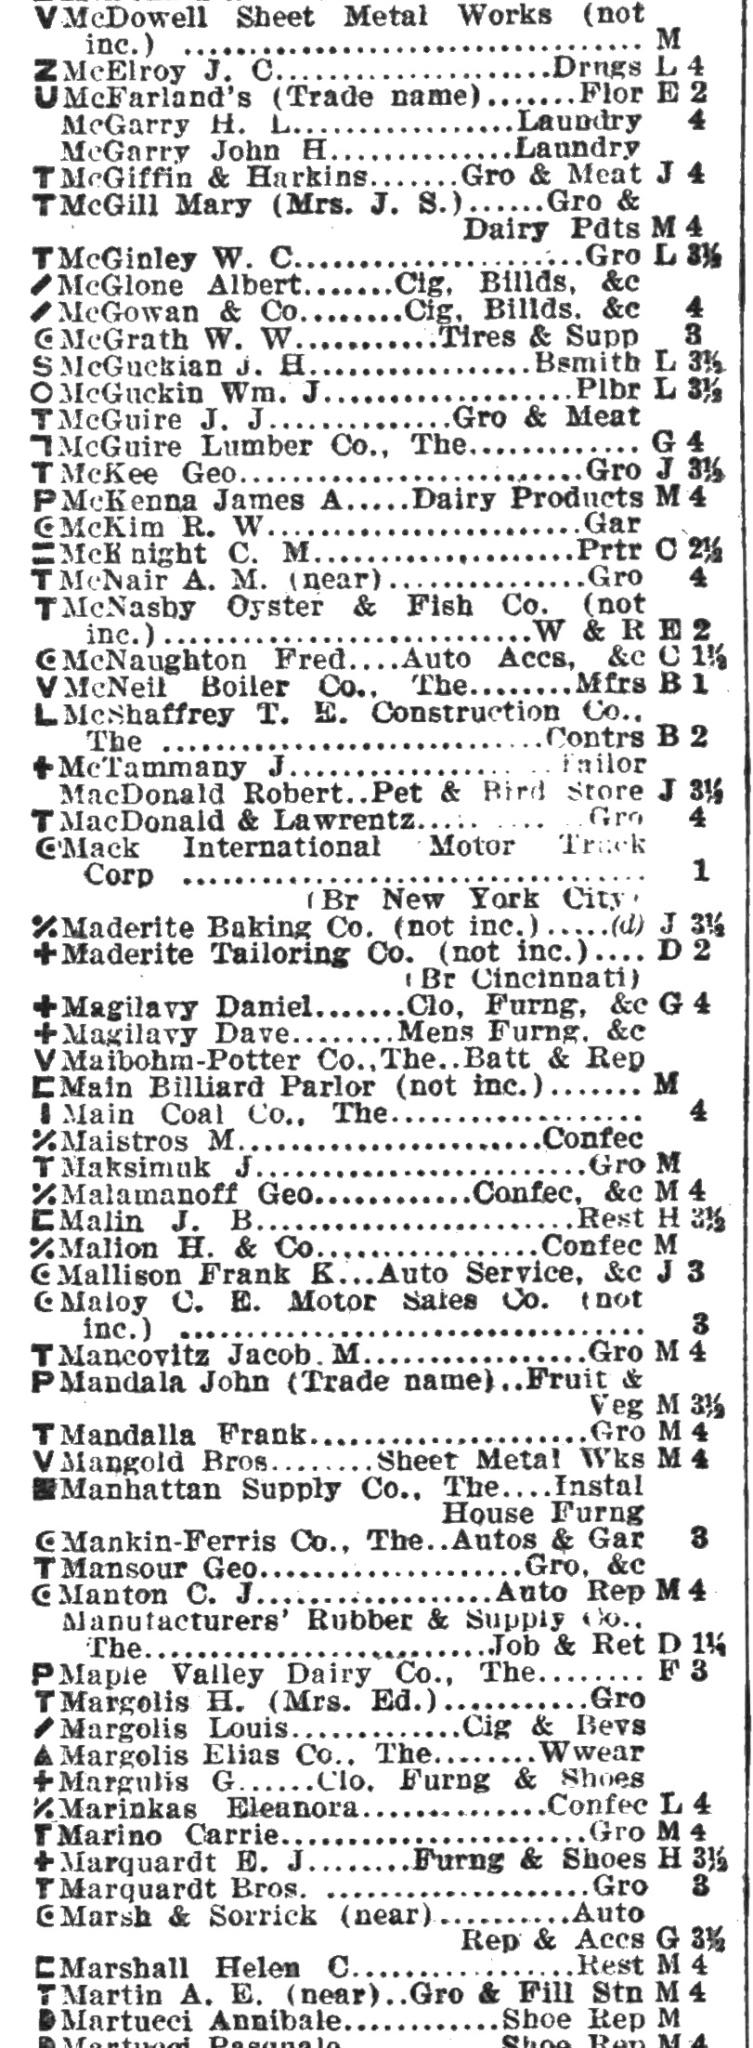 V McDowell Sheet Metal Works (not
inc.) .................................. M
Z McElroy J. C....................Drngs L 4
U McFarland's (Trade name).......Flor E 2
McGarry H. L................Laundry 4
McGarry John H.............Laundry
T McGiffin & Harkins.......Gro & Meat J 4
T McGill Mary (Mrs. J. S.)......Gro &
Dairy Pdts M 4
T McGinley W. C.....................Gro L 3½
McGlone Albert.......Cig, Billds, &c
McGowan & Co........Cig, Billds, &c 4
C McGrath W. W...........Tires & Supp 3
S McGuckian J. H.................Bsmith L 3½
O McGuckin Wm. J...................Plbr L 3½
T McGuire J. J..............Gro & Meat
McGuire Lumber Co., The............. G 4
T McKee Geo..........................Gro J 3½
P McKenna James A.....Dairy Products M 4
C McKim R. W........................Gar
= McKnight C. M....................Prtr C 2½
T McNair A. M. (near)...............Gro 4
T McNasby Oyster & Fish Co. (not
inc.)...........................W & R E 2
C McNaughton Fred....Auto Accs, &c C 1½
V McNeil Boiler Co., The........Mfrs B 1
L McShaffrey T. E. Construction Co.,
The ............................Contrs B 2
+ McTammany J................... Tailor
MacDonald Robert..Pet & Bird Store J 3½
T MacDonald & Lawrentz..... .... ...Gro 4
C Mack International Motor Truck
Corp .................................. 1
(Br New York City)
% Maderite Baking Co. (not inc.).....(d) J 3½
+ Maderite Tailoring Co. (not inc.).... D 2
(Br Cincinnati)
+ Magilavy Daniel.......Clo, Furng, &c G 4
+ Magilavy Dave........Mens Furng, &c
V Maibohm-Potter Co.,The..Batt & Rep
Main Billiard Parlor (not inc.)....... M
Main Coal Co., The................... 4
% Maistros M.......................Confec
T Maksimuk J.........................Gro M
% Malamanoff Geo............Confec, &c M 4
Malin J. B........................Rest H 3½
% Malion H. & Co.................Confec M
C Mallison Frank K...Auto Service, &c J 3
C Maloy C. E. Motor Sales Co. (not
inc.) .................................. 3
T Mancovitz Jacob M.................Gro M 4
P Mandala John (Trade name)..Fruit &
Veg M 3½
T Mandalla Frank.....................Gro M 4
V Mangold Bros........Sheet Metal Wks M 4
Manhattan Supply Co., The....Instal
House Furng
C Mankin-Ferris Co., The..Autos & Gar 3
T Mansour Geo....................Gro, &c
C Manton C. J..................Auto Rep M 4
Manufacturers' Rubber & Supply Co.,
The..........................Job & Ret D 1¼
P Maple Valley Dairy Co., The........ F 3
T Margolis H. (Mrs. Ed.)...........Gro
Margolis Louis.............Cig & Bevs
Margolis Elias Co., The........Wwear
+ Margulis G......Clo, Furng & Shoes
% Marinkas Eleanora..............Confec L 4
T Marino Carrie.......................Gro M 4
+ Marquardt E. J........Furng & Shoes H 3½
T Marquardt Bros. ...................Gro 3
C Marsh & Sorrick (near)..........Auto
Rep & Accs G 3½
Marshall Helen C.................Rest M 4
T Martin A. E. (near)..Gro & Fill Stn M 4
Martucci Annibale............Shoe Rep M
Martucci Pasquale............Shoe Rep M 4